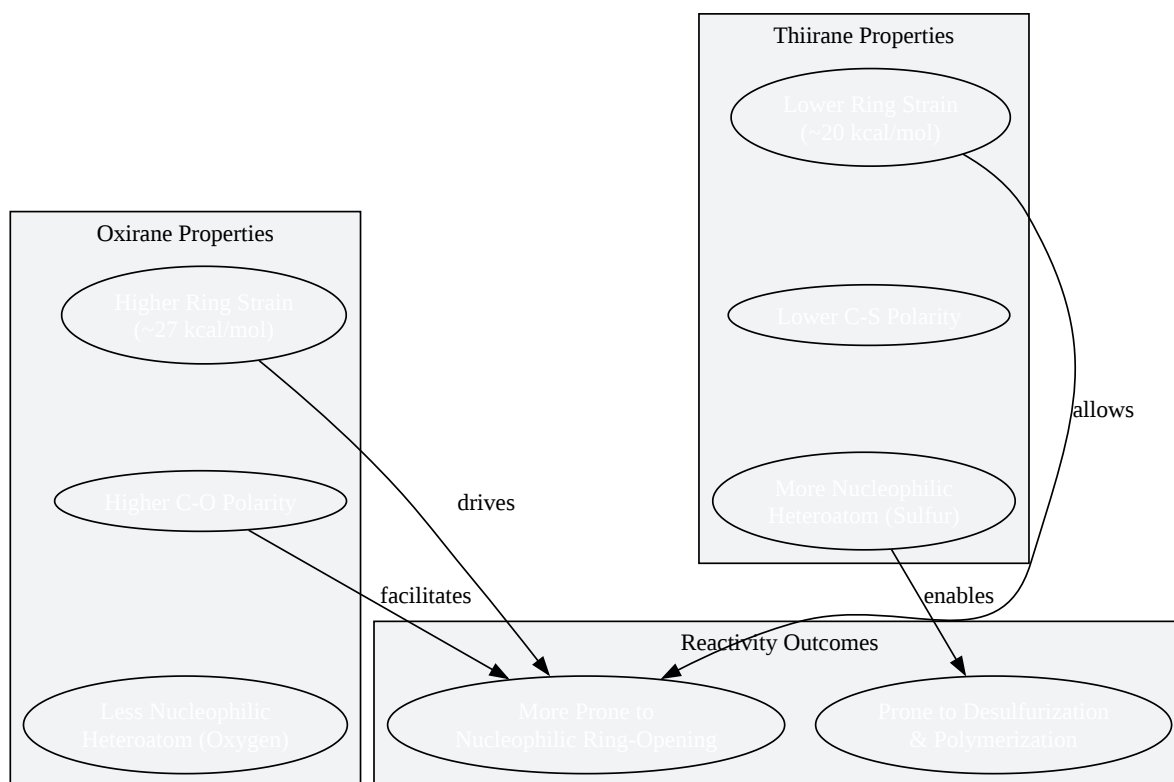 Thiirane Properties
Lower Ring Strain
(~20 kcal/mol)
Lower C-S Polarity
More Nucleophilic
Heteroatom (Sulfur)
Oxirane Properties
Higher Ring Strain
(~27 kcal/mol)
Higher C-O Polarity
Less Nucleophilic
Heteroatom (Oxygen)
allows
drives
facilitates
enables
Reactivity Outcomes
More Prone to
Nucleophilic Ring-Opening
Prone to Desulfurization
& Polymerization